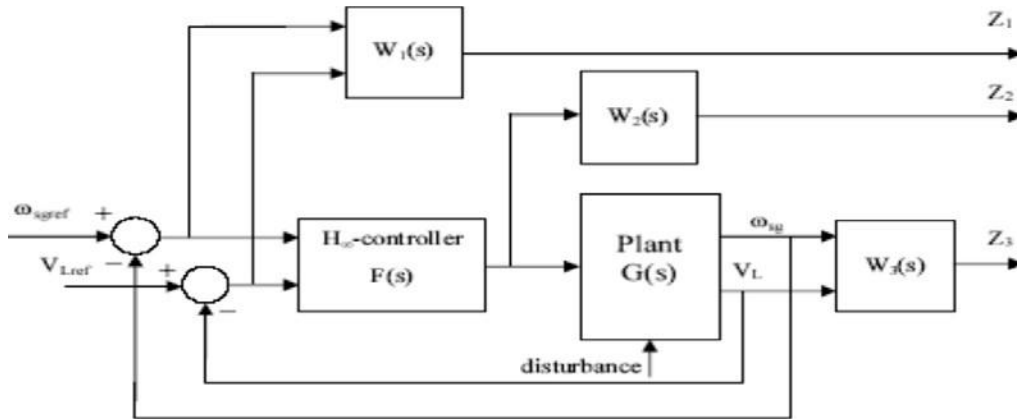 Z₁
W₁(s)
Z₂
W₂(s)
ω_sgref
+
−
V_Lref
+
−
H∞-controller
F(s)
Plant
G(s)
ω_sg
V_L
Z₃
W₃(s)
disturbance